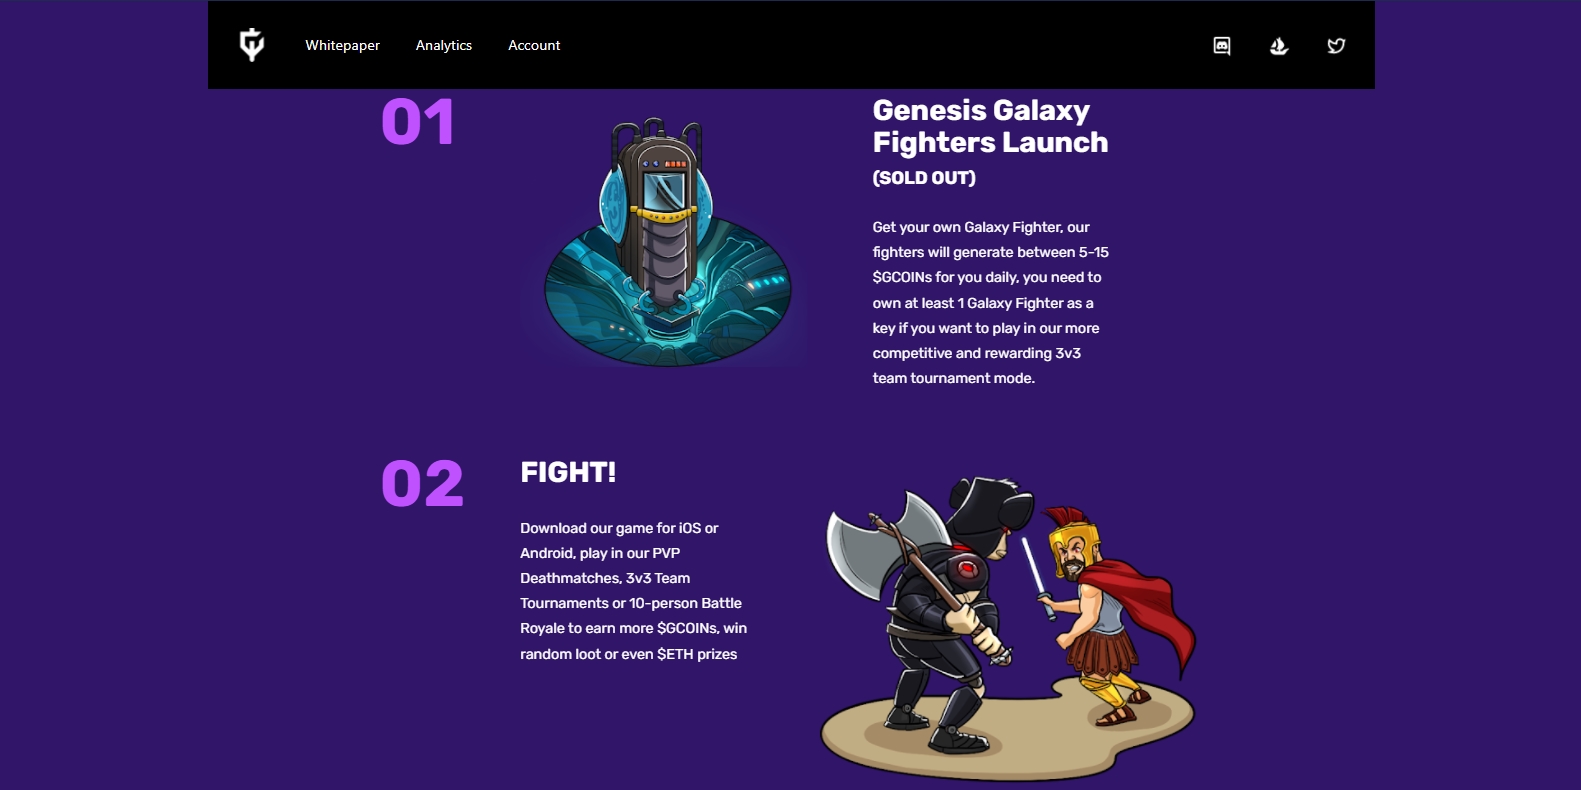 Whitepaper Analytics Account
01
Genesis Galaxy
Fighters Launch
(SOLD OUT)
Get your own Galaxy Fighter, our
fighters will generate between 5-15
$GCOINs for you daily, you need to
own at least 1 Galaxy Fighter as a
key if you want to play in our more
competitive and rewarding 3v3
team tournament mode.
02
FIGHT!
Download our game for iOS or
Android, play in our PVP
Deathmatches, 3v3 Team
Tournaments or 10-person Battle
Royale to earn more $GCOINs, win
random loot or even $ETH prizes